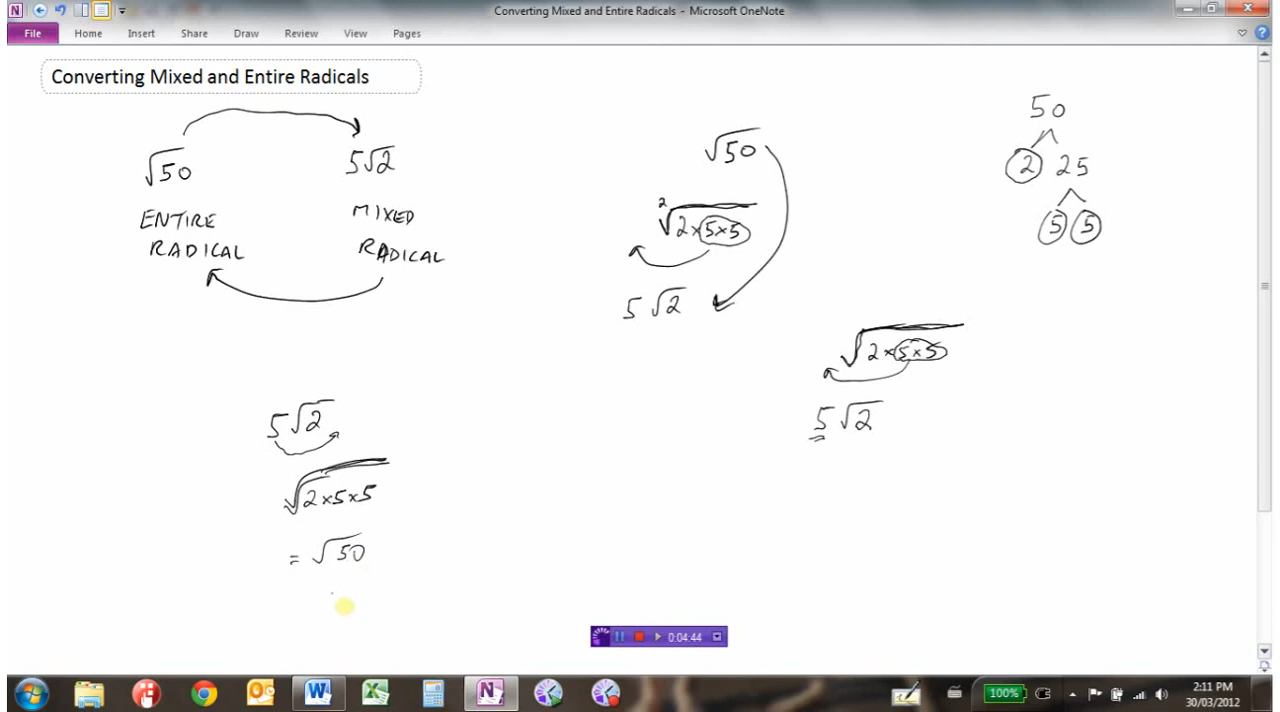 Converting Mixed and Entire Radicals - Microsoft OneNote
File Home Insert Share Draw Review View Pages
Converting Mixed and Entire Radicals
√50
ENTIRE
RADICAL
5√2
MIXED
RADICAL
√50
²√2×5×5
5√2
50
2 25
5 5
√2×5×5
5√2
5√2
√2×5×5
= √50
0:04:44
100%
2:11 PM
30/03/2012